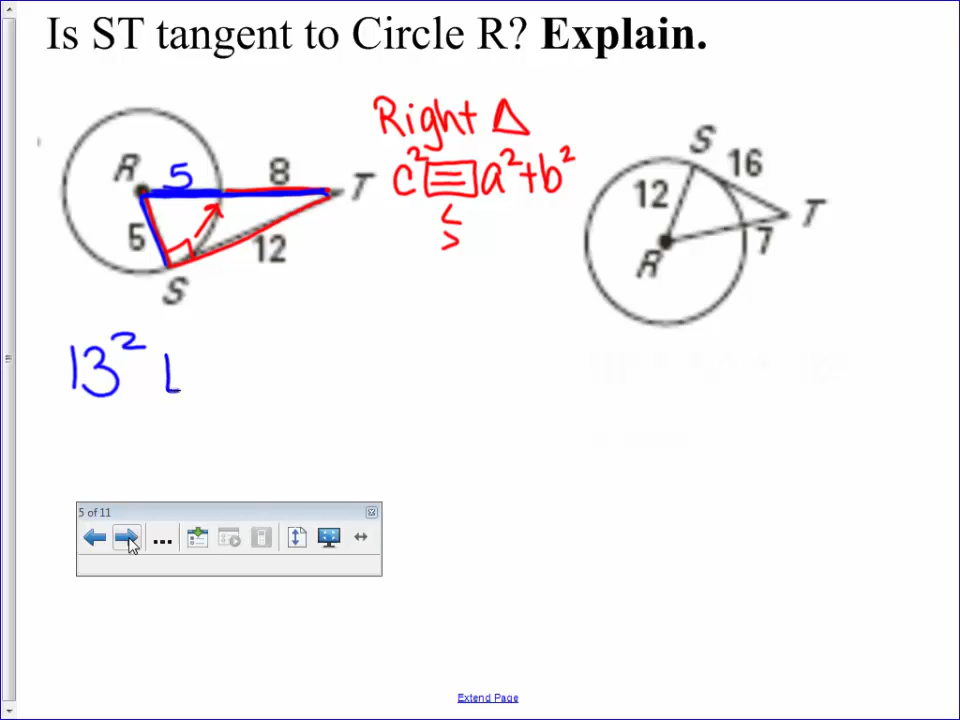 Is ST tangent to Circle R? Explain.
Right △
c² = a² + b²
<
>
R 5 8 T
5 12
S
S 16
12 T
R 7
13²
5 of 11
...
Extend Page